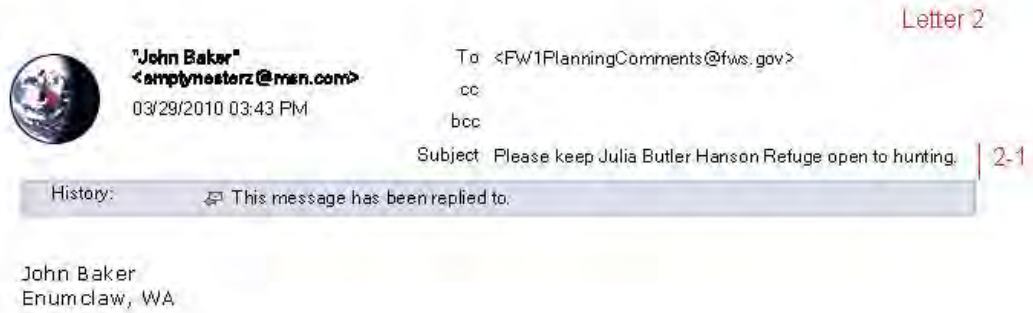 Letter 2
"John Baker"
<emptynesterz@msn.com>
03/29/2010 03:43 PM
To <FW1PlanningComments@fws.gov>
cc
bcc
Subject Please keep Julia Butler Hanson Refuge open to hunting. 2-1
History: This message has been replied to.
John Baker
Enumclaw, WA